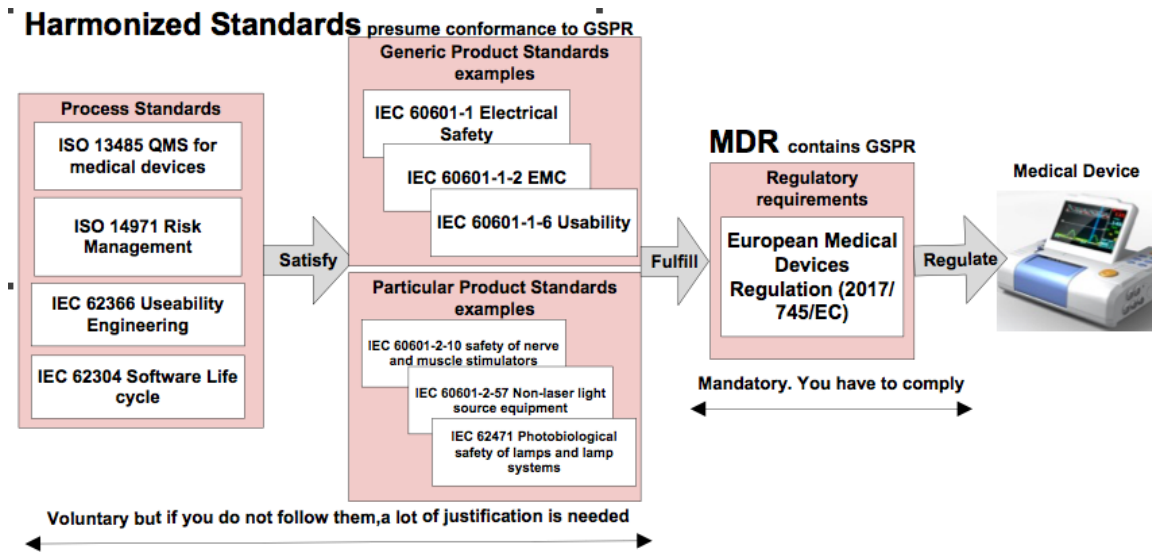 Harmonized Standards presume conformance to GSPR
Process Standards
ISO 13485 QMS for
medical devices
ISO 14971 Risk
Management
IEC 62366 Useability
Engineering
IEC 62304 Software Life
cycle
Satisfy
Generic Product Standards
examples
IEC 60601-1 Electrical
Safety
IEC 60601-1-2 EMC
IEC 60601-1-6 Usability
Particular Product Standards
examples
IEC 60601-2-10 safety of nerve
and muscle stimulators
IEC 60601-2-57 Non-laser light
source equipment
IEC 62471 Photobiological
safety of lamps and lamp
systems
Fulfill
MDR contains GSPR
Regulatory
requirements
European Medical
Devices
Regulation (2017/
745/EC)
Regulate
Medical Device
Mandatory. You have to comply
Voluntary but if you do not follow them,a lot of justification is needed